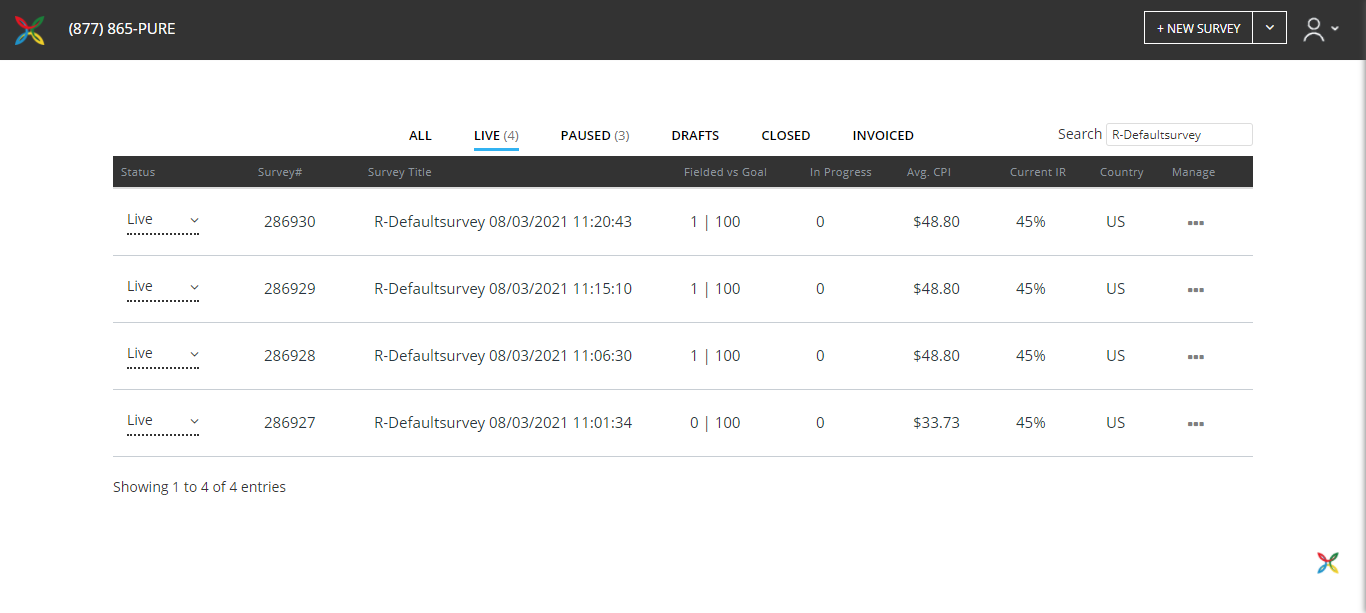 (877) 865-PURE + NEW SURVEY
ALL LIVE (4) PAUSED (3) DRAFTS CLOSED INVOICED Search R-Defaultsurvey
Status Survey# Survey Title Fielded vs Goal In Progress Avg. CPI Current IR Country Manage
Live 286930 R-Defaultsurvey 08/03/2021 11:20:43 1 | 100 0 $48.80 45% US
Live 286929 R-Defaultsurvey 08/03/2021 11:15:10 1 | 100 0 $48.80 45% US
Live 286928 R-Defaultsurvey 08/03/2021 11:06:30 1 | 100 0 $48.80 45% US
Live 286927 R-Defaultsurvey 08/03/2021 11:01:34 0 | 100 0 $33.73 45% US
Showing 1 to 4 of 4 entries